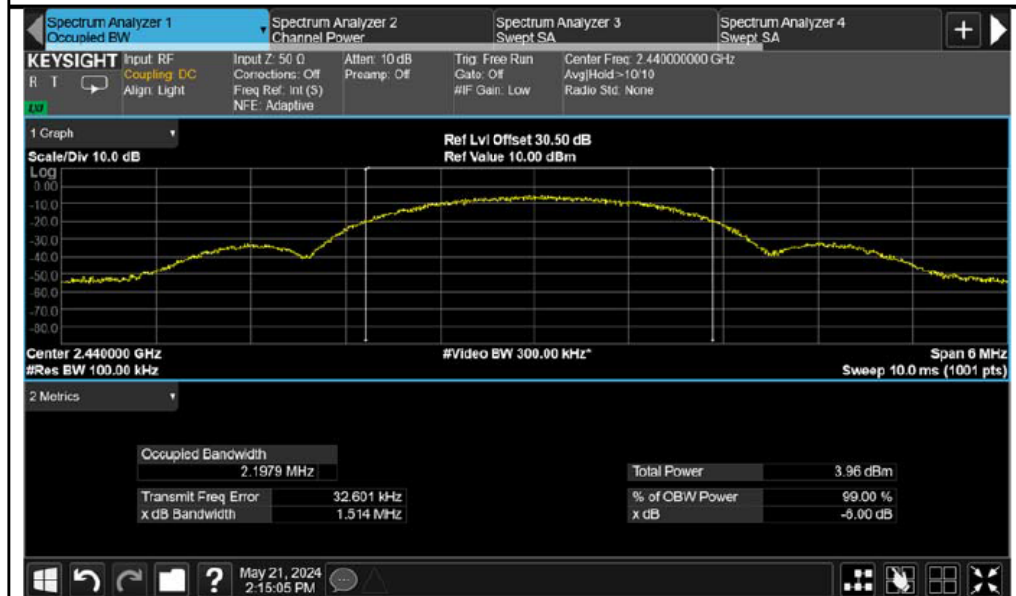 Spectrum Analyzer 1
Occupied BW
Spectrum Analyzer 2
Channel Power
Spectrum Analyzer 3
Swept SA
Spectrum Analyzer 4
Swept SA
+
KEYSIGHT
R T
LXI
Input: RF
Coupling: DC
Align: Light
Input Z: 50 Ω
Corrections: Off
Freq Ref: Int (S)
NFE: Adaptive
Atten: 10 dB
Preamp: Off
Trig: Free Run
Gate: Off
#IF Gain: Low
Center Freq: 2.440000000 GHz
Avg|Hold:>10/10
Radio Std: None
1 Graph
Scale/Div 10.0 dB
Ref Lvl Offset 30.50 dB
Ref Value 10.00 dBm
Log
0.00
-10.0
-20.0
-30.0
-40.0
-50.0
-60.0
-70.0
-80.0
Center 2.440000 GHz
#Res BW 100.00 kHz
#Video BW 300.00 kHz*
Span 6 MHz
Sweep 10.0 ms (1001 pts)
2 Metrics
Occupied Bandwidth
2.1979 MHz
Transmit Freq Error 32.601 kHz
x dB Bandwidth 1.514 MHz
Total Power 3.96 dBm
% of OBW Power 99.00 %
x dB -6.00 dB
?
May 21, 2024
2:15:05 PM